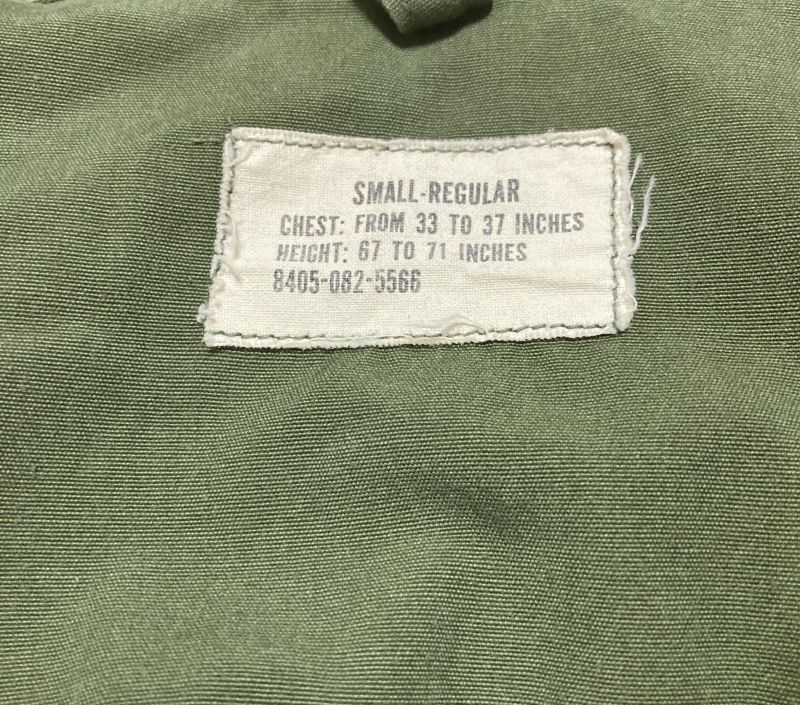 SMALL-REGULAR
CHEST: FROM 33 TO 37 INCHES
HEIGHT: 67 TO 71 INCHES
8405-082-5566